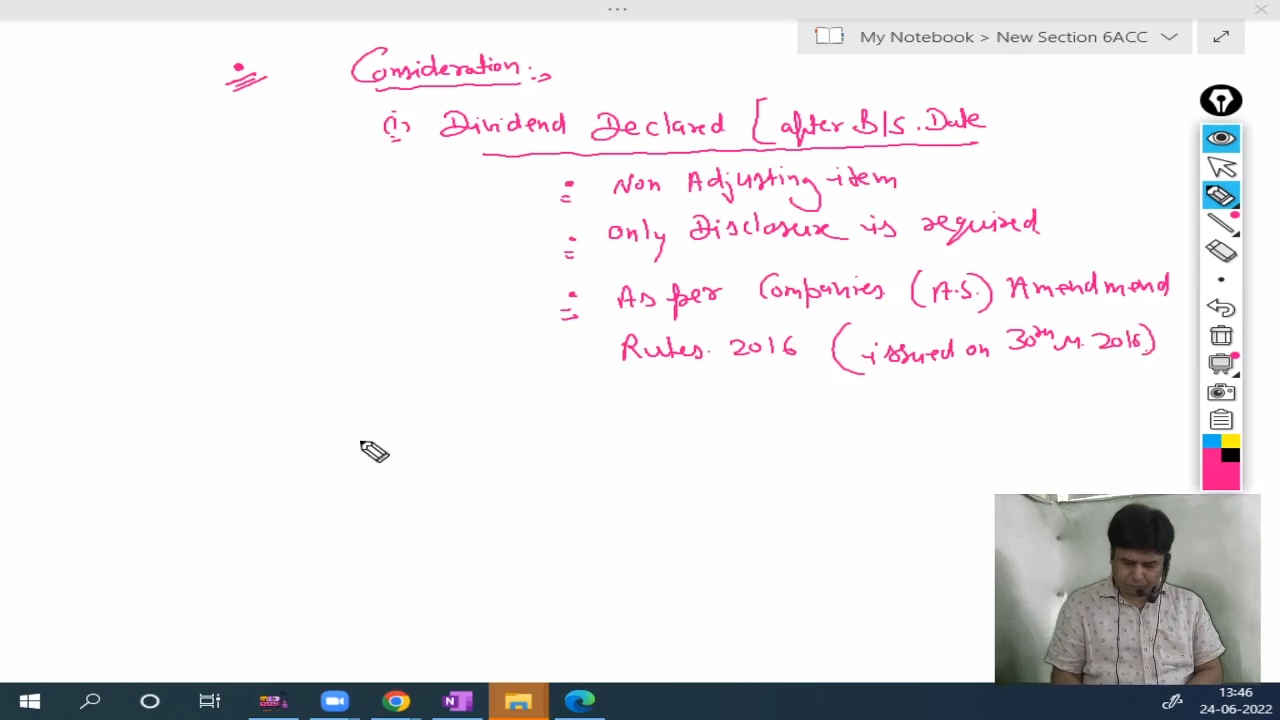 My Notebook > New Section 6ACC
Consideration :-
(i) Dividend Declared [after B/S. Date
Non Adjusting item
only Disclosure is required
As per Companies (A.S.) Amendmend
Rules. 2016 (issued on 30th M. 2016)
13:46
24-06-2022